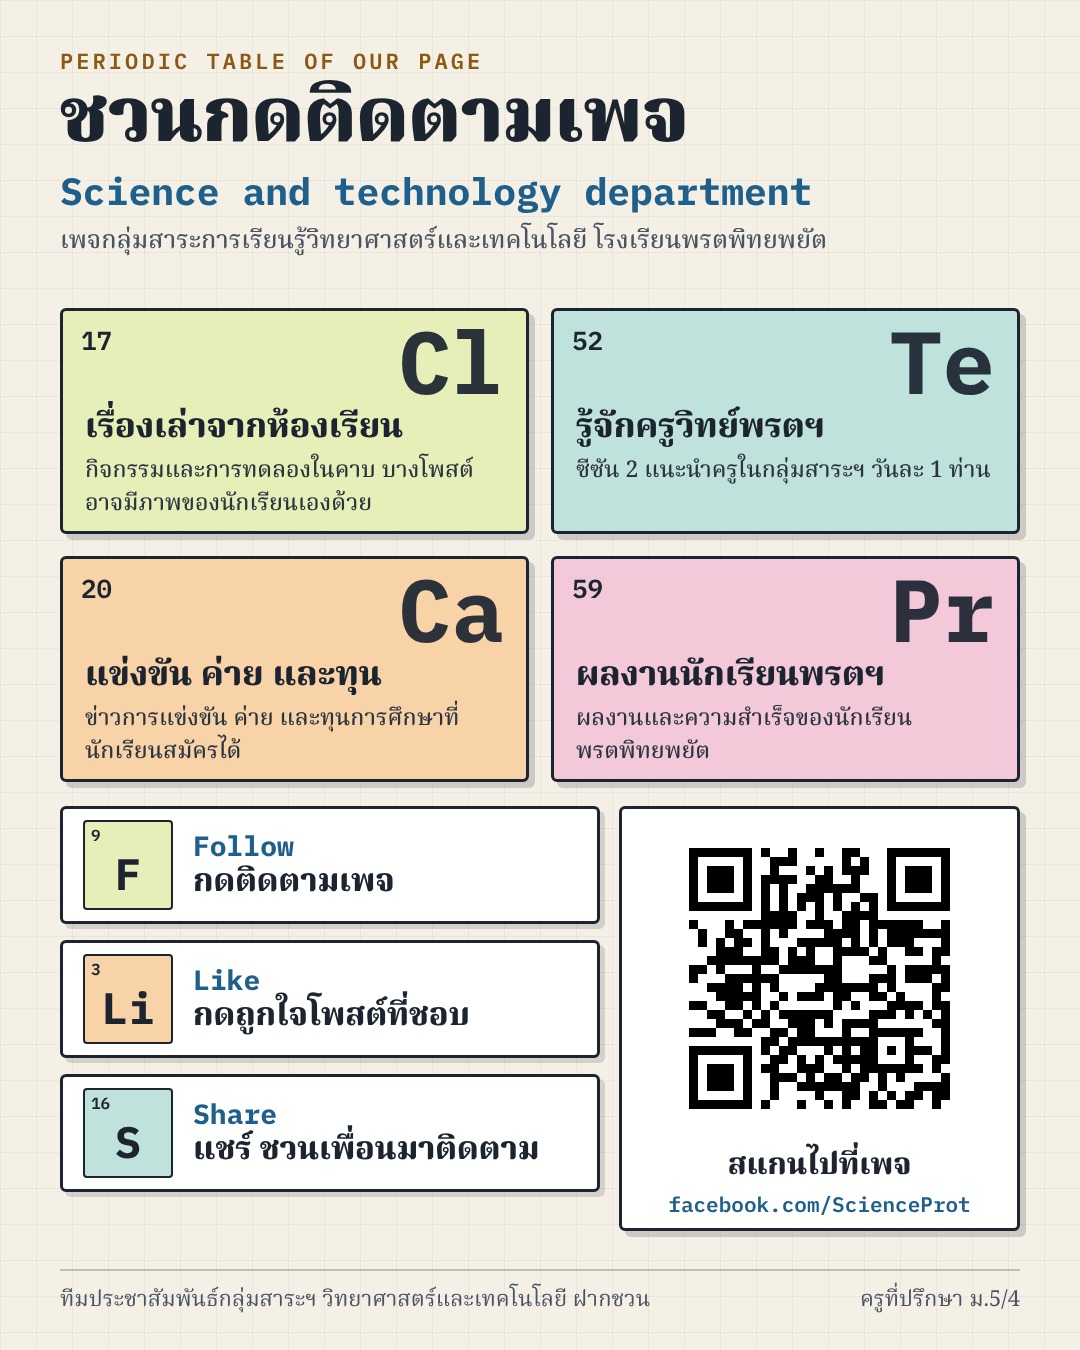 PERIODIC TABLE OF OUR PAGE
ชวนกดติดตามเพจ
Science and technology department
เพจกลุ่มสาระการเรียนรู้วิทยาศาสตร์และเทคโนโลยี โรงเรียนพรตพิทยพยัต
17
Cl
เรื่องเล่าจากห้องเรียน
กิจกรรมและการทดลองในคาบ บางโพสต์
อาจมีภาพของนักเรียนเองด้วย
52
Te
รู้จักครูวิทย์พรตฯ
ซีซัน 2 แนะนำครูในกลุ่มสาระฯ วันละ 1 ท่าน
20
Ca
แข่งขัน ค่าย และทุน
ข่าวการแข่งขัน ค่าย และทุนการศึกษาที่
นักเรียนสมัครได้
59
Pr
ผลงานนักเรียนพรตฯ
ผลงานและความสำเร็จของนักเรียน
พรตพิทยพยัต
9
F
Follow
กดติดตามเพจ
3
Li
Like
กดถูกใจโพสต์ที่ชอบ
16
S
Share
แชร์ ชวนเพื่อนมาติดตาม
สแกนไปที่เพจ
facebook.com/ScienceProt
ทีมประชาสัมพันธ์กลุ่มสาระฯ วิทยาศาสตร์และเทคโนโลยี ฝากชวน
ครูที่ปรึกษา ม.5/4